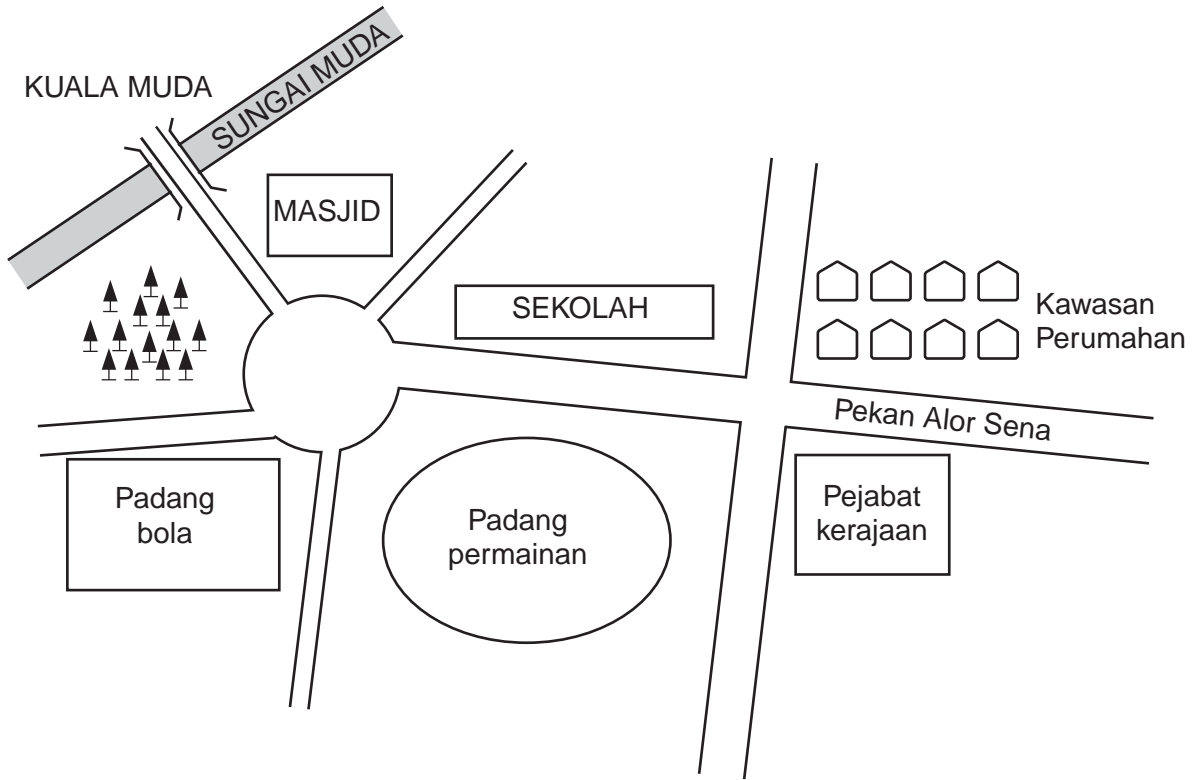 KUALA MUDA
SUNGAI MUDA
MASJID
SEKOLAH
Kawasan
Perumahan
Pekan Alor Sena
Padang
bola
Padang
permainan
Pejabat
kerajaan